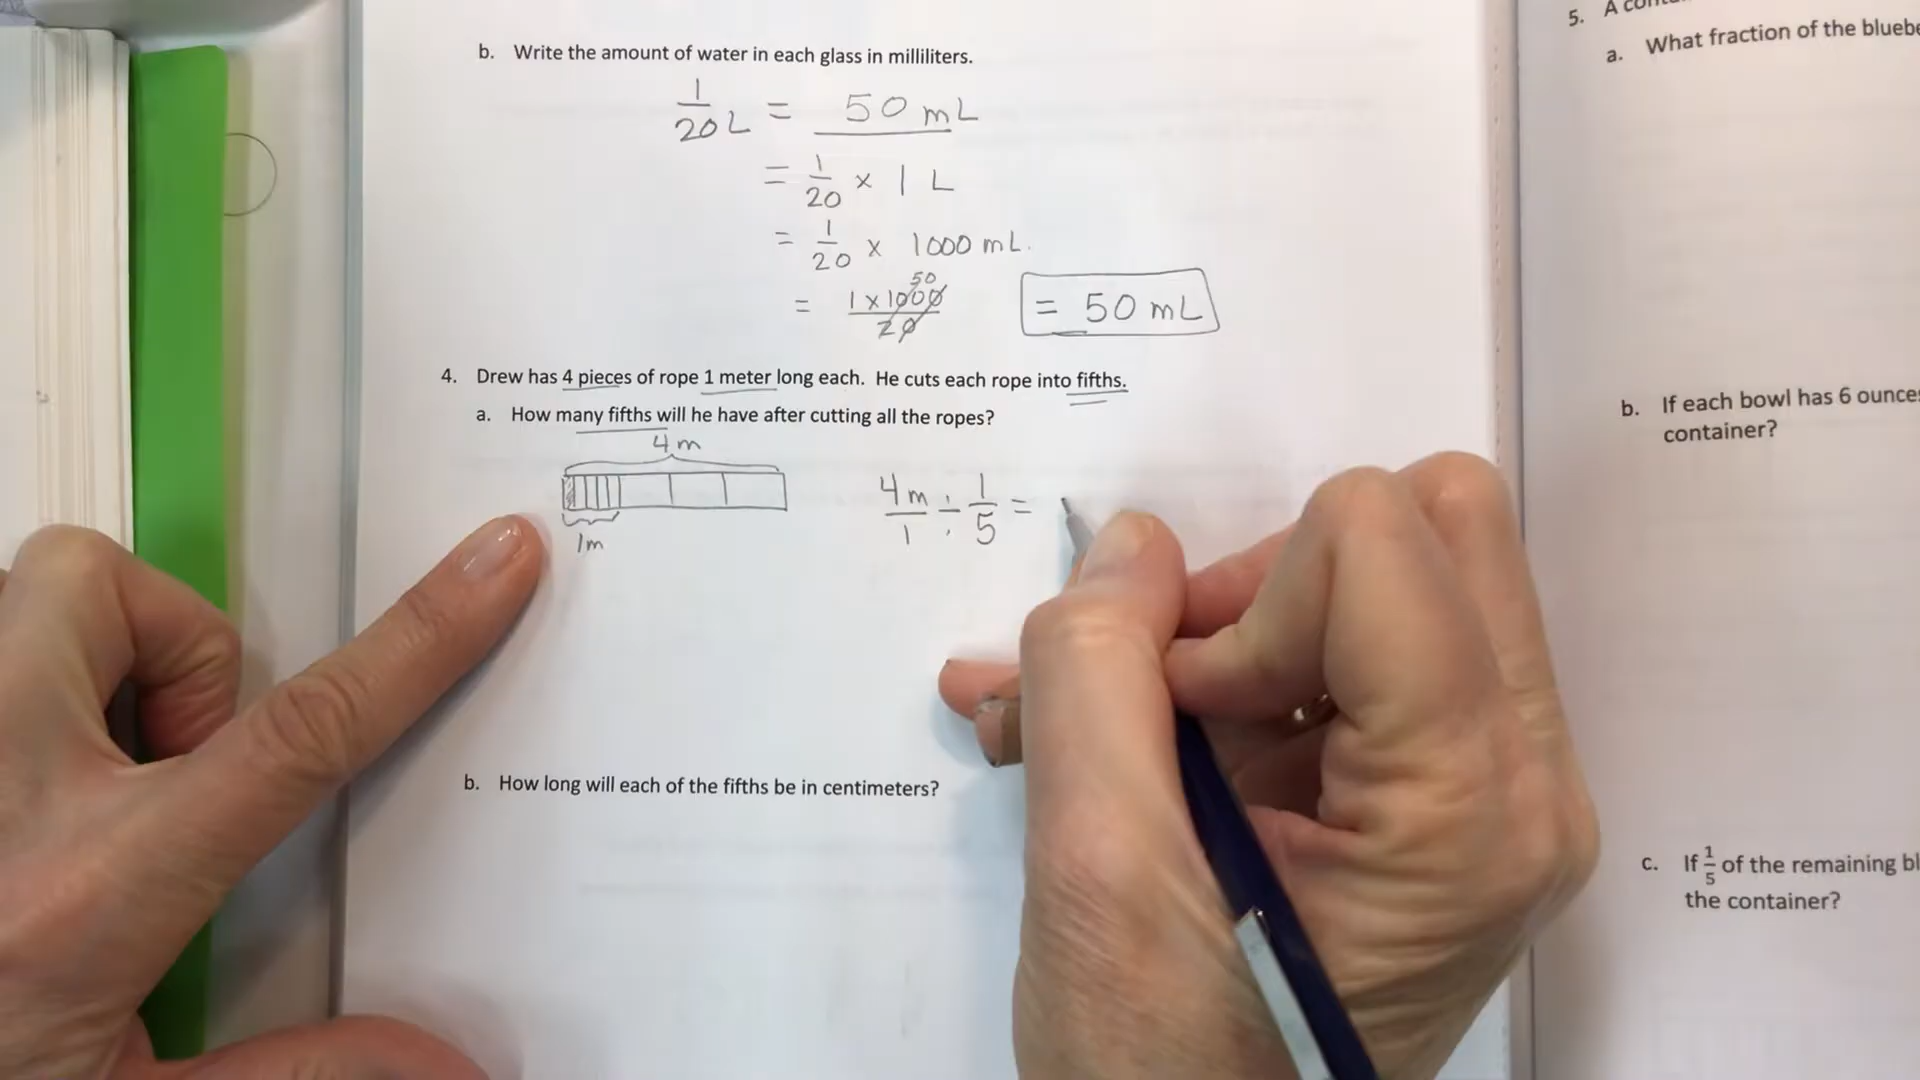 b. Write the amount of water in each glass in milliliters.
1/20 L = 50 mL
= 1/20 x 1 L
= 1/20 x 1000 mL.
50
= 1 x 1000/20 = 50 mL
4. Drew has 4 pieces of rope 1 meter long each. He cuts each rope into fifths.
a. How many fifths will he have after cutting all the ropes?
4 m
1m
4m/1 ÷ 1/5 =
b. How long will each of the fifths be in centimeters?
5. A
a. What fraction of the
b. If each bowl has 6
container?
c. If 1/5 of the remaining
the container?